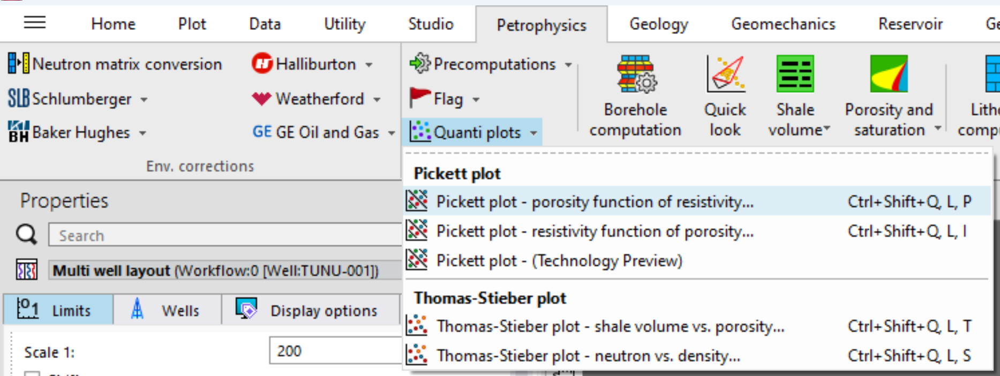 Home Plot Data Utility Studio Petrophysics Geology Geomechanics Reservoir
Neutron matrix conversion Halliburton Precomputations
SLB Schlumberger Weatherford Flag
BH Baker Hughes GE GE Oil and Gas Quanti plots
Borehole computation
Quick look
Shale volume
Porosity and saturation
Env. corrections
Pickett plot
Pickett plot - porosity function of resistivity... Ctrl+Shift+Q, L, P
Pickett plot - resistivity function of porosity... Ctrl+Shift+Q, L, I
Pickett plot - (Technology Preview)
Thomas-Stieber plot
Thomas-Stieber plot - shale volume vs. porosity... Ctrl+Shift+Q, L, T
Thomas-Stieber plot - neutron vs. density... Ctrl+Shift+Q, L, S
Properties
Search
Multi well layout (Workflow:0 [Well:TUNU-001])
Limits Wells Display options
Scale 1: 200